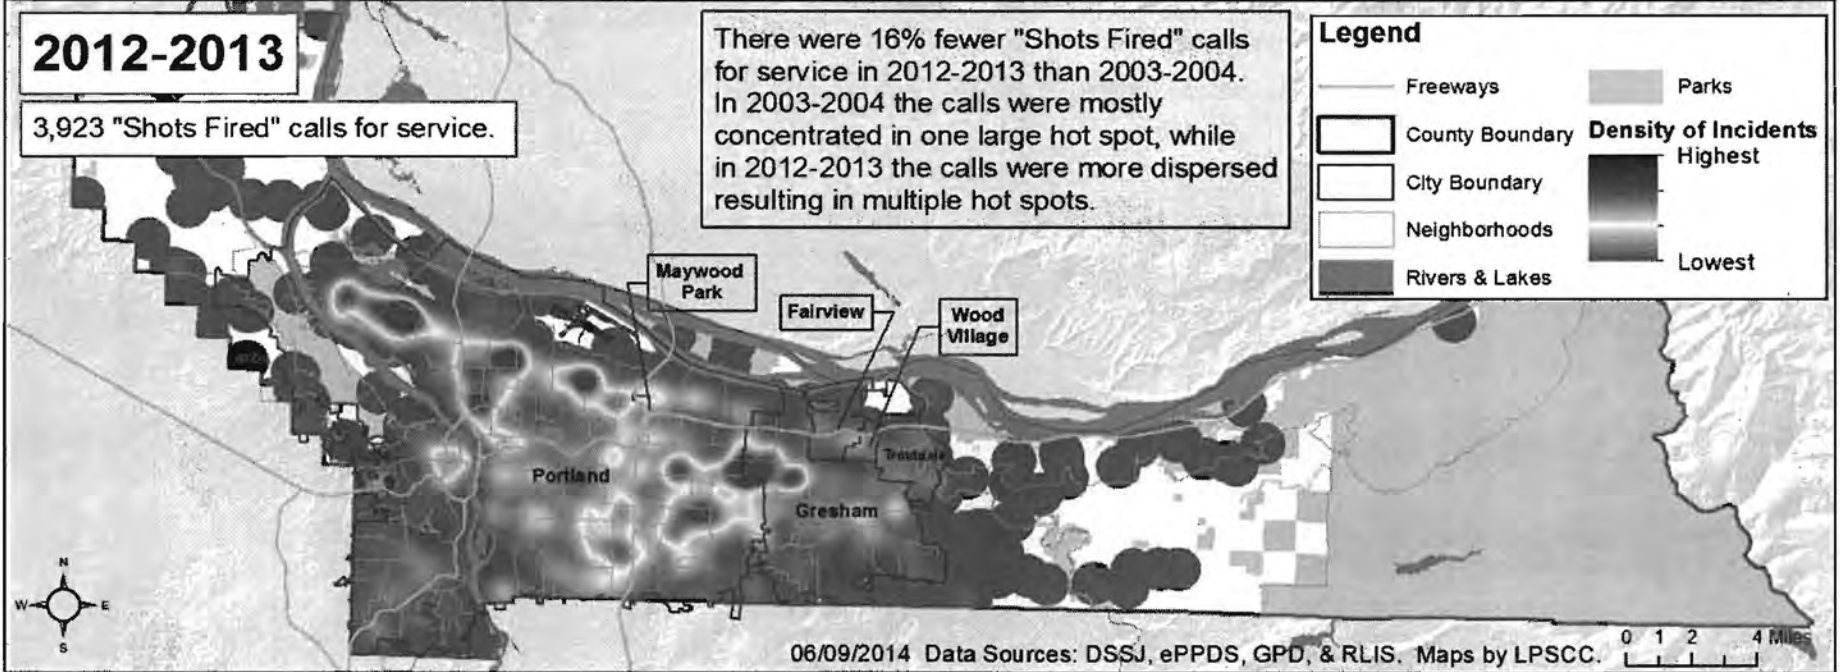 2012-2013
3,923 "Shots Fired" calls for service.
There were 16% fewer "Shots Fired" calls
for service in 2012-2013 than 2003-2004.
In 2003-2004 the calls were mostly
concentrated in one large hot spot, while
in 2012-2013 the calls were more dispersed
resulting in multiple hot spots.
Legend
Freeways
County Boundary
City Boundary
Neighborhoods
Rivers & Lakes
Parks
Density of Incidents
Highest
Lowest
Maywood
Park
Fairview
Wood
Village
Portland
Troutdale
Gresham
N
W E
S
06/09/2014 Data Sources: DSSJ, ePPDS, GPD, & RLIS. Maps by LPSCC.
0 1 2 4 Miles